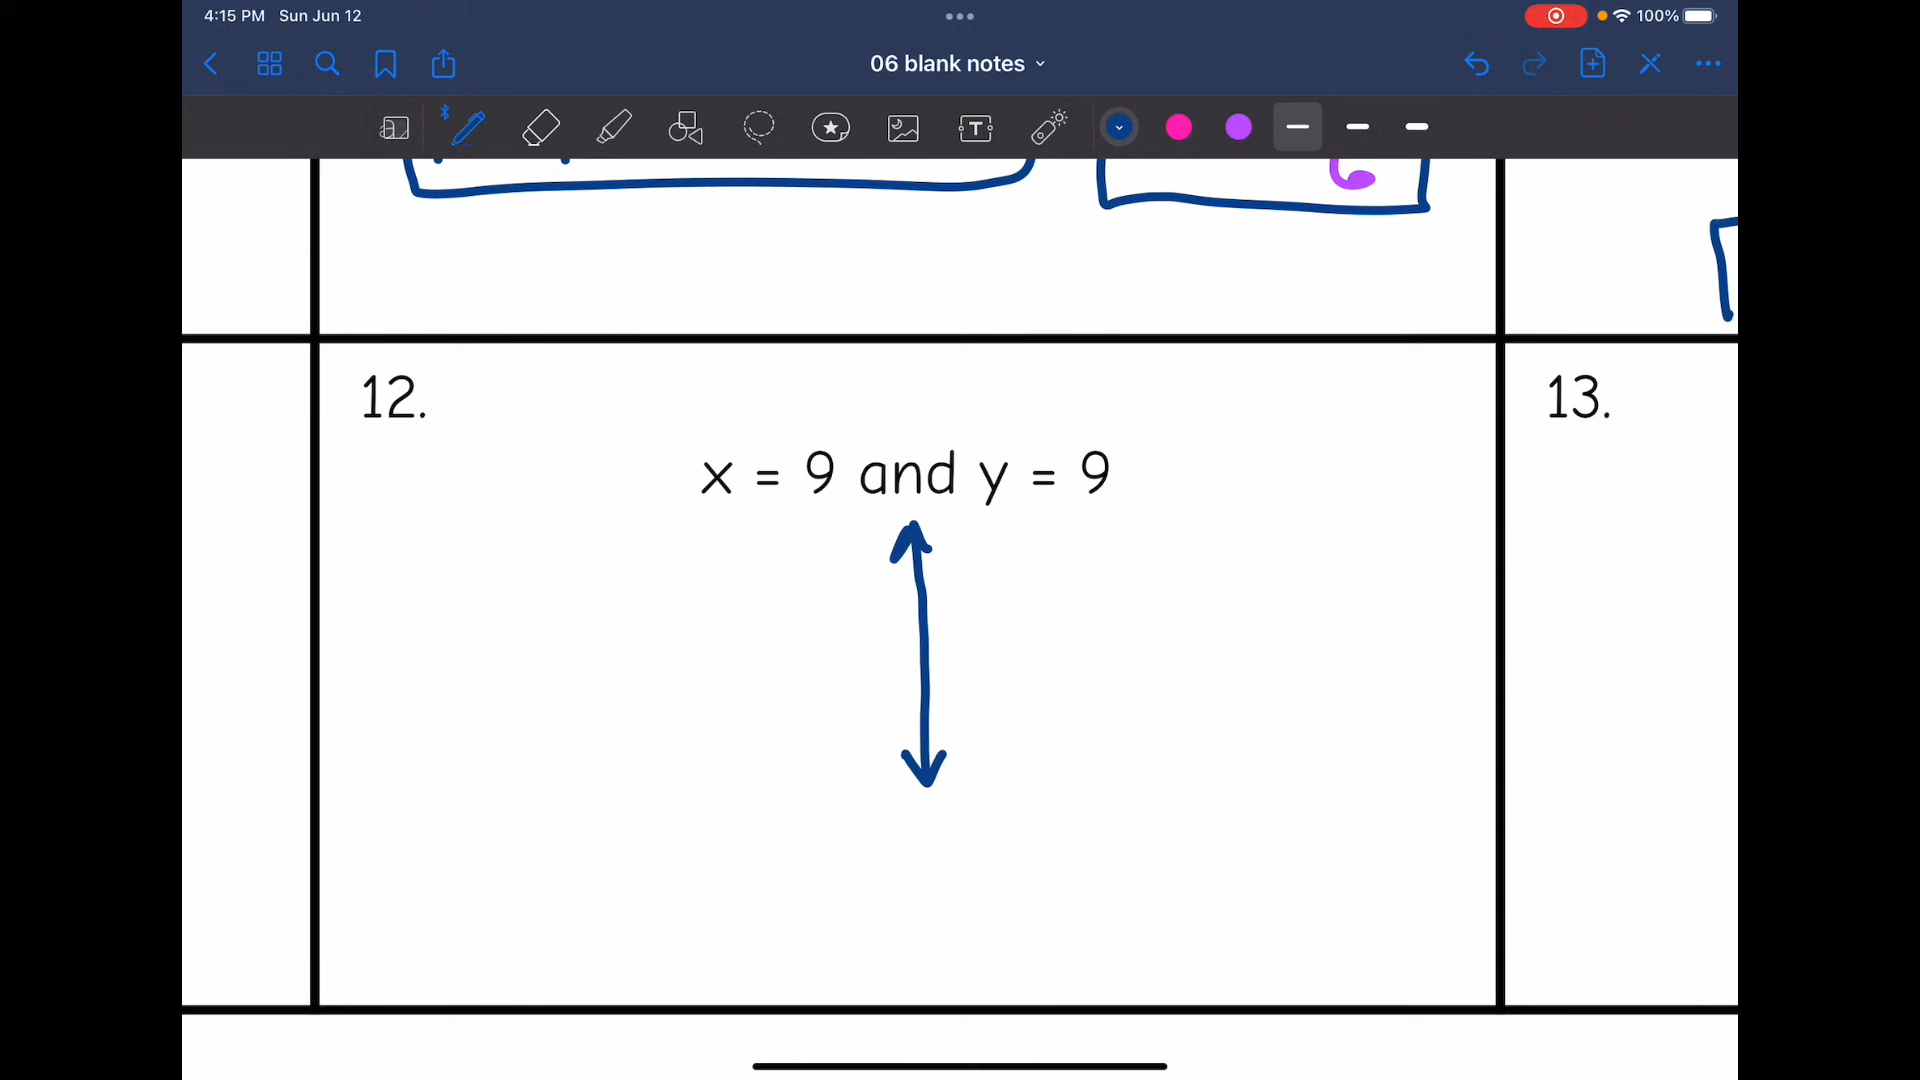 4:15 PM Sun Jun 12
100%
06 blank notes
12.
x = 9 and y = 9
13.